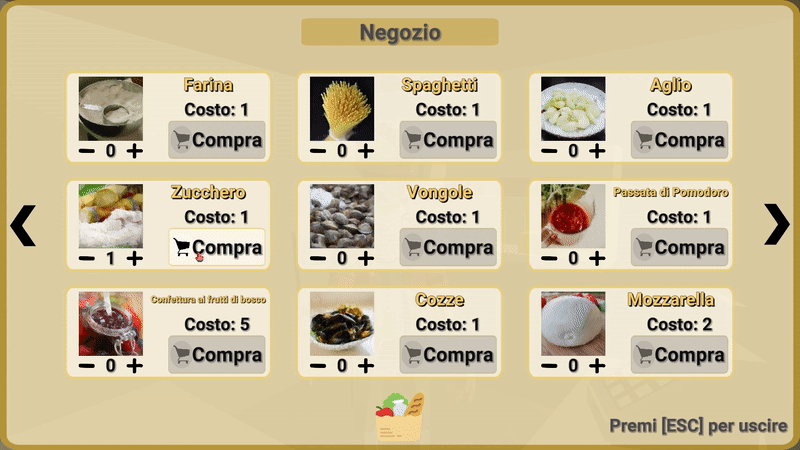 Negozio
Farina
Costo: 1
Compra
0
Spaghetti
Costo: 1
Compra
0
Aglio
Costo: 1
Compra
0
Zucchero
Costo: 1
Compra
1
Vongole
Costo: 1
Compra
0
Passata di Pomodoro
Costo: 1
Compra
0
Confettura ai frutti di bosco
Costo: 5
Compra
0
Cozze
Costo: 1
Compra
0
Mozzarella
Costo: 2
Compra
0
Premi [ESC] per uscire